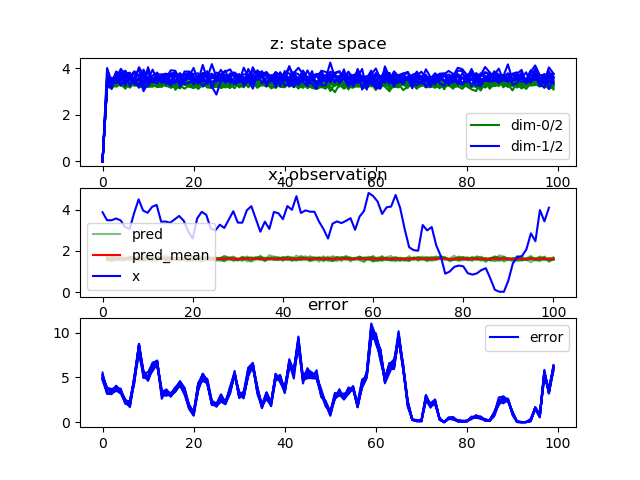 z: state space
4
2
0
dim-0/2
dim-1/2
0 20 40 60 80 100
x: observation
4
2
0
pred
pred_mean
x
0 20 40 60 80 100
error
10
5
0
error
0 20 40 60 80 100